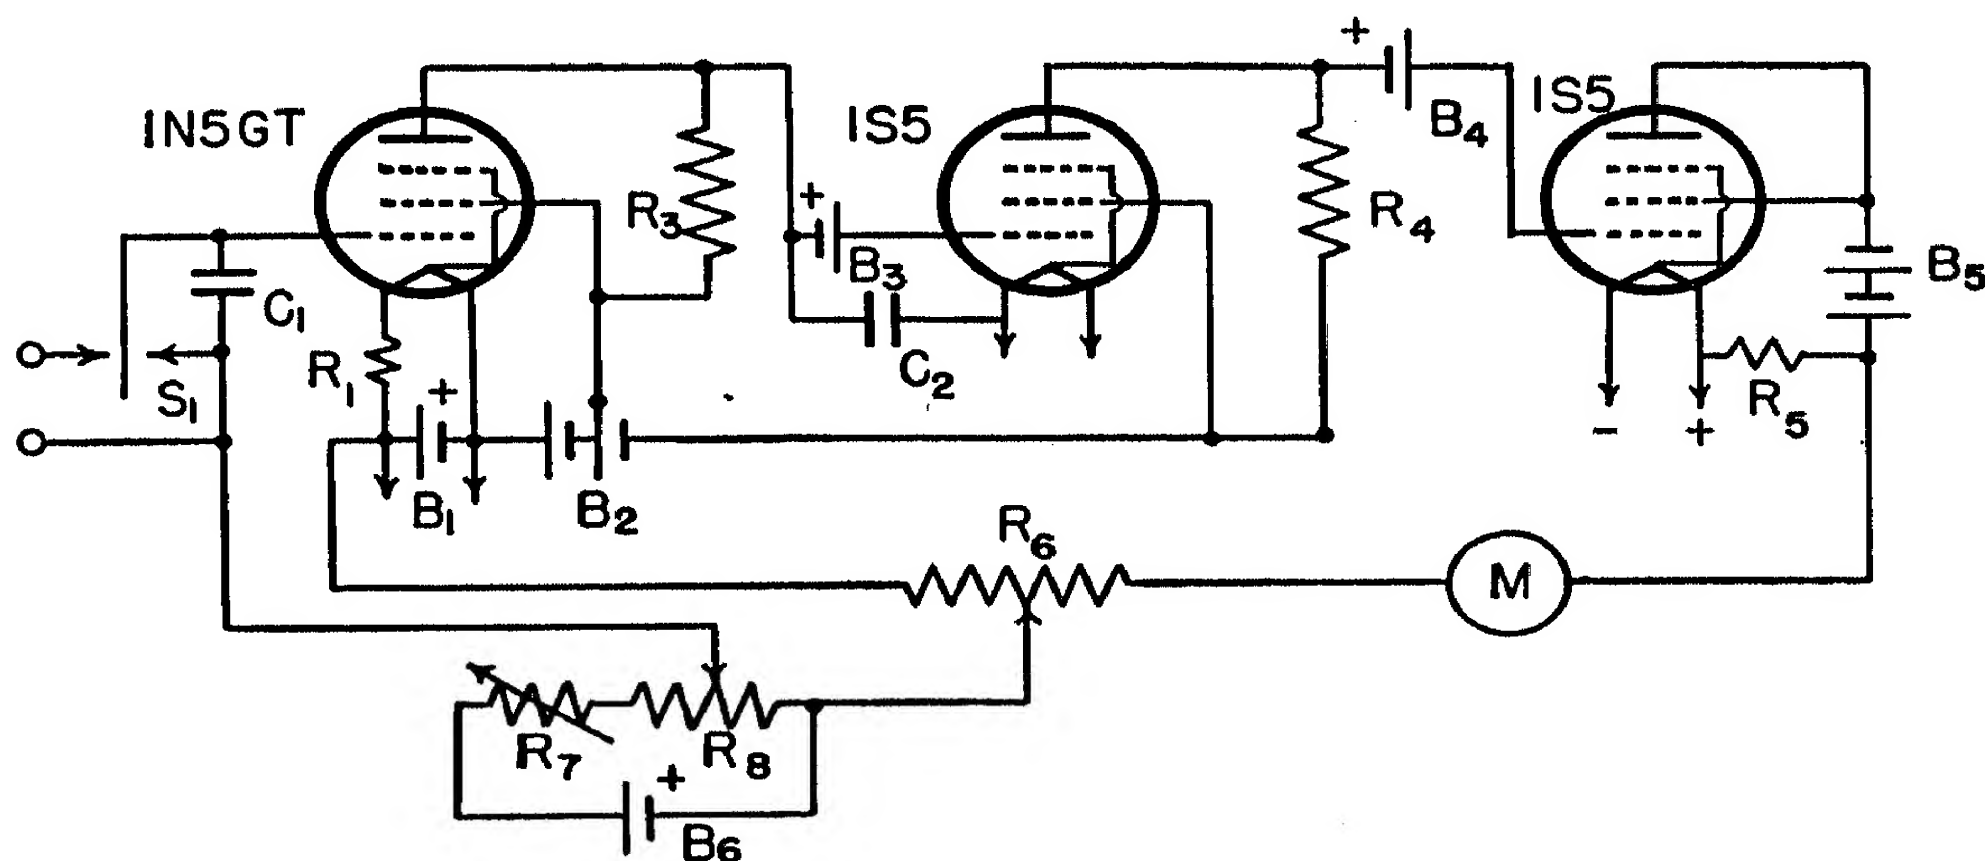 IN5GT
IS5
IS5
+
B4
R3
+
B3
R4
B5
C1
S1
R1
+
C2
R5
-
+
B1
B2
R6
M
R7
R8
+
B6